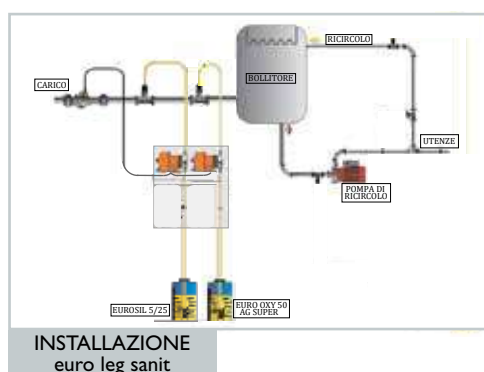 RICIRCOLO
BOLLITORE
CARICO
UTENZE
POMPA DI
RICIRCOLO
EUROSIL 5/25
EURO OXY 50
AG SUPER
INSTALLAZIONE
euro leg sanit